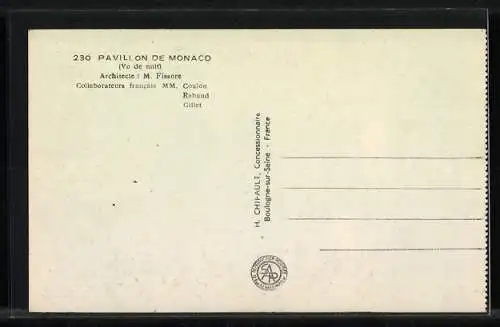 230 PAVILLON DE MONACO
(Vu de nuit)
Architecte : M. Fissore
Collaborateurs français MM. Coulon
Rabaud
Gillet
H. CHIPAULT, Concessionnaire
Boulogne-sur-Seine - France